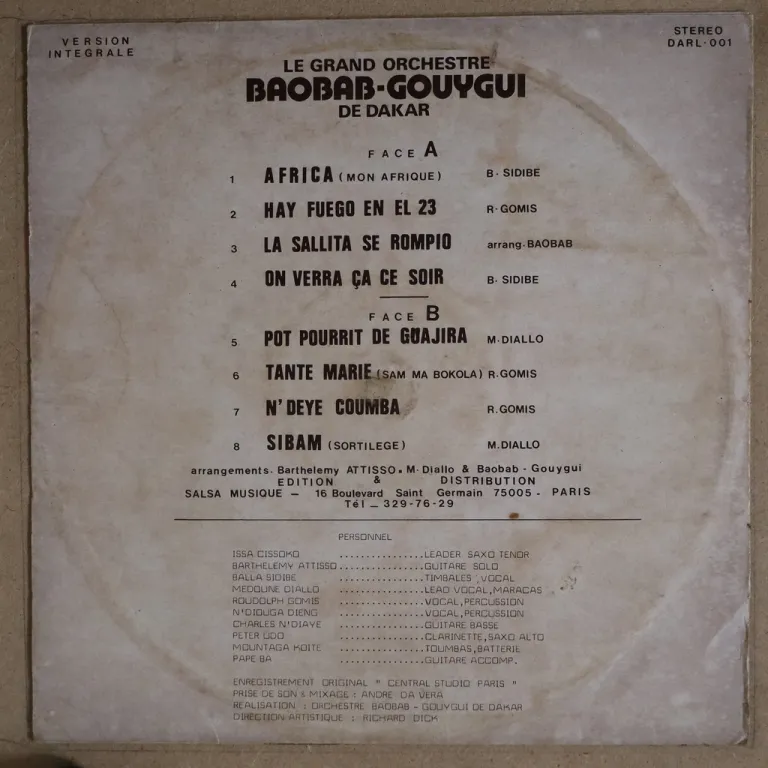 VERSION
INTEGRALE
STEREO
DARL-001
LE GRAND ORCHESTRE
BAOBAB-GOUYGUI
DE DAKAR
FACE A
1 AFRICA (MON AFRIQUE) B. SIDIBE
2 HAY FUEGO EN EL 23 R-GOMIS
3 LA SALLITA SE ROMPIO arrang.BAOBAB
4 ON VERRA ÇA CE SOIR B. SIDIBE
FACE B
5 POT POURRIT DE GUAJIRA M.DIALLO
6 TANTE MARIE (SAM MA BOKOLA) R.GOMIS
7 N'DEYE COUMBA R.GOMIS
8 SIBAM (SORTILEGE) M.DIALLO
arrangements. Barthelemy ATTISSO. M. Diallo & Baobab - Gouygui
EDITION & DISTRIBUTION
SALSA MUSIQUE — 16 Boulevard Saint Germain 75005 - PARIS
Tél _ 329-76-29
PERSONNEL
ISSA CISSOKO ...............LEADER SAXO TENOR
BARTHELEMY ATTISSO...............GUITARE SOLO
BALLA SIDIBE ...............TIMBALES ,VOCAL
MEDOUNE DIALLO ...............LEAD VOCAL,MARACAS
ROUDOLPH GOMIS ...............VOCAL,PERCUSSION
N'DIOUGA DIENG ...............VOCAL,PERCUSSION
CHARLES N'DIAYE ...............GUITARE BASSE
PETER UDO ...............CLARINETTE,SAXO ALTO
MOUNTAGA KOITE ...............TOUMBAS,BATTERIE
PAPE BA ...............GUITARE ACCOMP.
ENREGISTREMENT ORIGINAL " CENTRAL STUDIO PARIS "
PRISE DE SON & MIXAGE : ANDRE DA VERA
REALISATION : ORCHESTRE BAOBAB - GOUYGUI DE DAKAR
DIRECTION ARTISTIQUE : RICHARD DICK